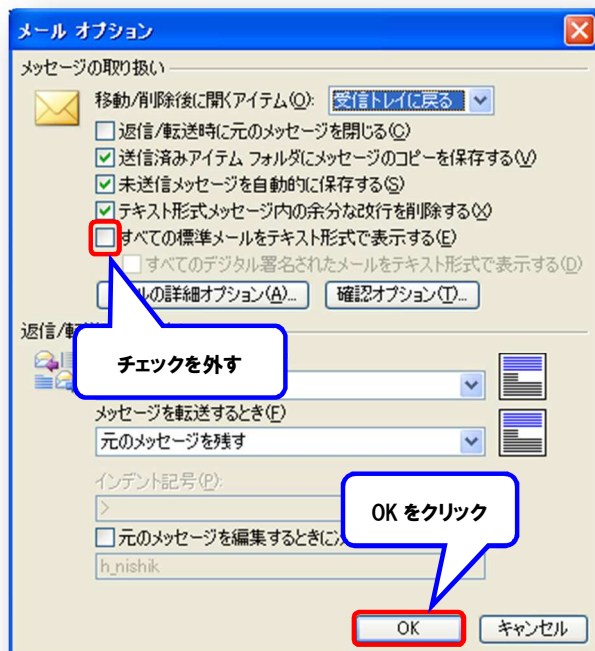 メール オプション
メッセージの取り扱い
移動/削除後に開くアイテム(O): 受信トレイに戻る
返信/転送時に元のメッセージを閉じる(C)
送信済みアイテム フォルダにメッセージのコピーを保存する(V)
未送信メッセージを自動的に保存する(S)
テキスト形式メッセージ内の余分な改行を削除する(X)
すべての標準メールをテキスト形式で表示する(E)
すべてのデジタル署名されたメールをテキスト形式で表示する(D)
ルの詳細オプション(A)... 確認オプション(T)...
返信/転
チェックを外す
メッセージを転送するとき(F)
元のメッセージを残す
インデント記号(P):
>
OK をクリック
元のメッセージを編集するときに
h_nishik
OK キャンセル